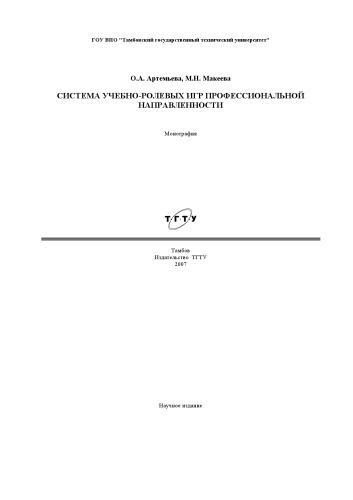 ГОУ ВПО "Тамбовский государственный технический университет"
О.А. Артемьева, М.Н. Макеева
СИСТЕМА УЧЕБНО-РОЛЕВЫХ ИГР ПРОФЕССИОНАЛЬНОЙ
НАПРАВЛЕННОСТИ
Монография
Т·Г·Т·У
Тамбов
Издательство ТГТУ
2007
Научное издание